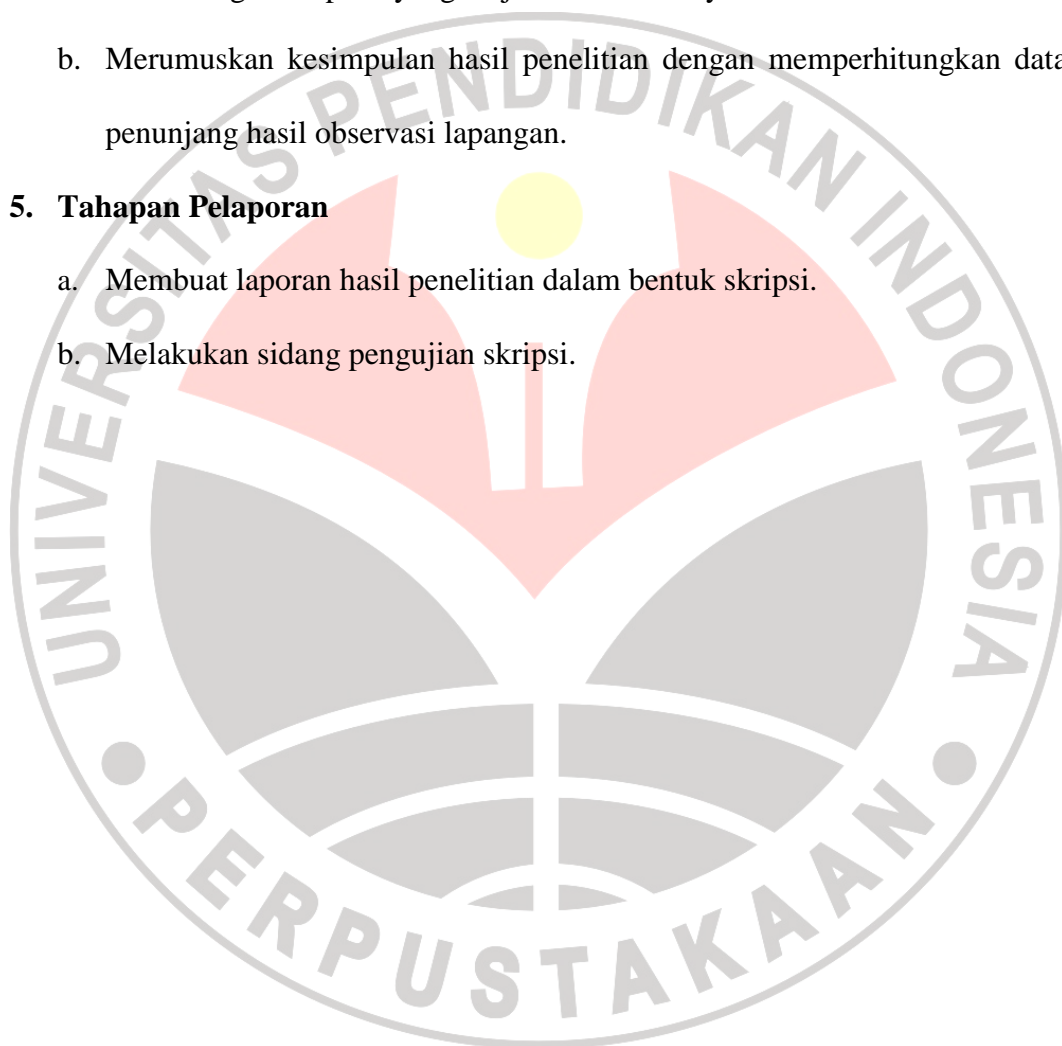 b. Merumuskan kesimpulan hasil penelitian dengan memperhitungkan data
penunjang hasil observasi lapangan.
5. Tahapan Pelaporan
a. Membuat laporan hasil penelitian dalam bentuk skripsi.
b. Melakukan sidang pengujian skripsi.
UNIVERSITAS PENDIDIKAN INDONESIA
PERPUSTAKAAN